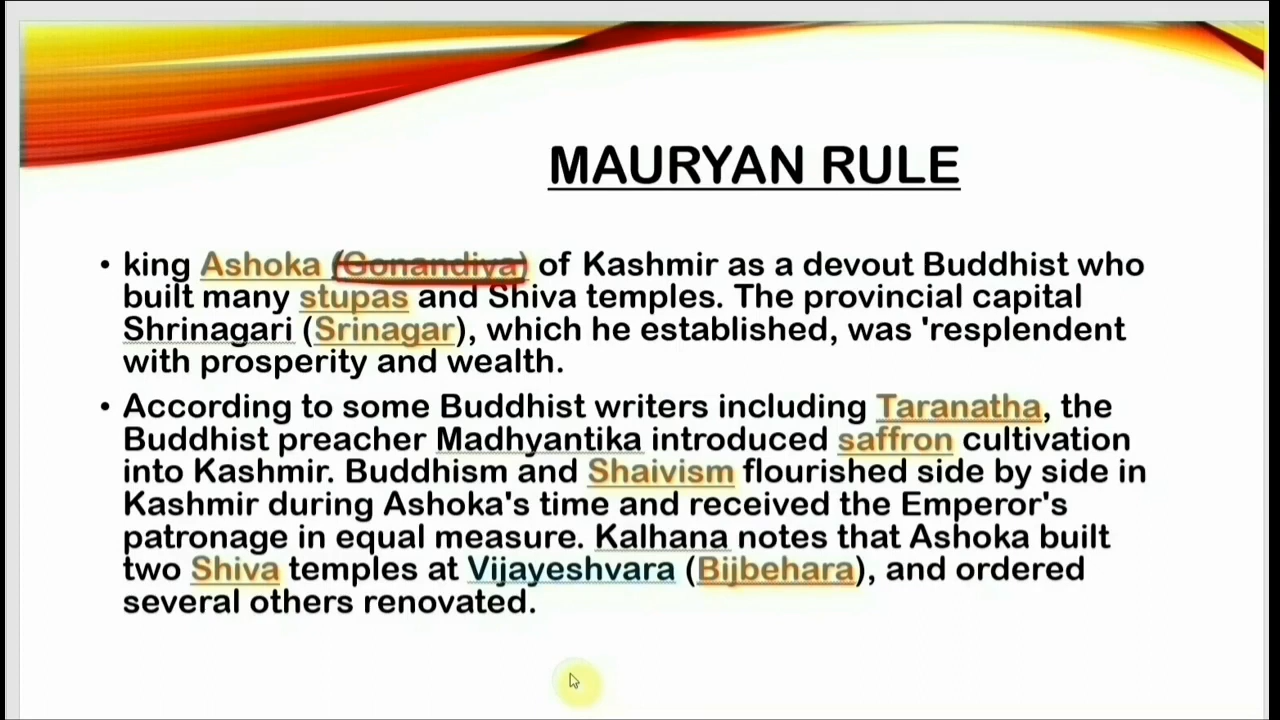 MAURYAN RULE
• king Ashoka (Gonandiya) of Kashmir as a devout Buddhist who
built many stupas and Shiva temples. The provincial capital
Shrinagari (Srinagar), which he established, was 'resplendent
with prosperity and wealth.
• According to some Buddhist writers including Taranatha, the
Buddhist preacher Madhyantika introduced saffron cultivation
into Kashmir. Buddhism and Shaivism flourished side by side in
Kashmir during Ashoka's time and received the Emperor's
patronage in equal measure. Kalhana notes that Ashoka built
two Shiva temples at Vijayeshvara (Bijbehara), and ordered
several others renovated.